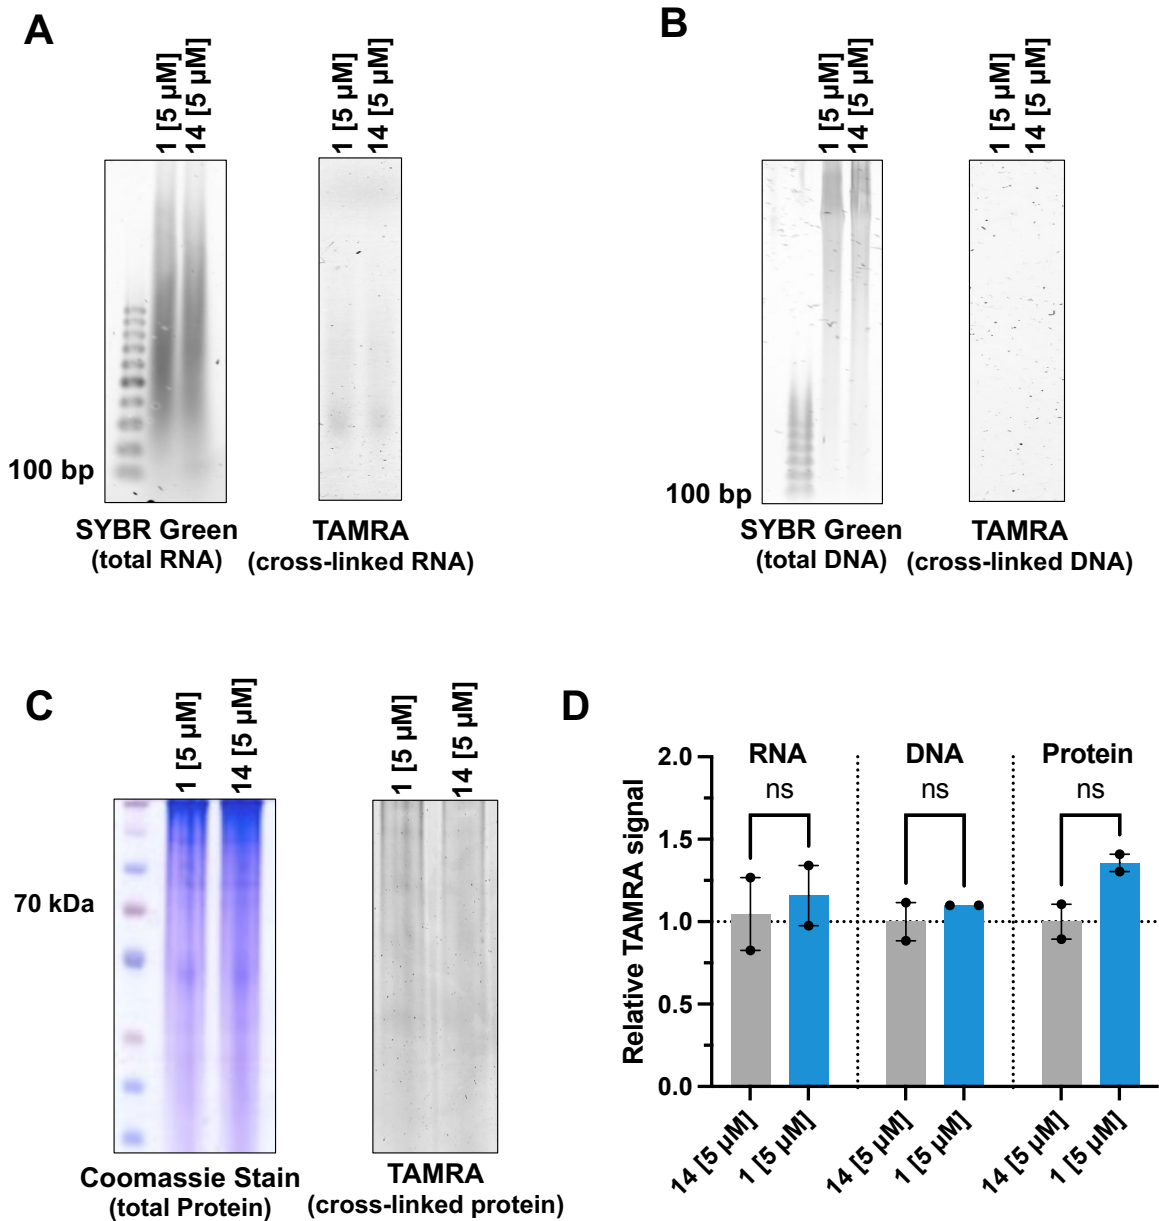 A
1 [5 µM]
14 [5 µM]
1 [5 µM]
14 [5 µM]
100 bp
SYBR Green
(total RNA)
TAMRA
(cross-linked RNA)
B
1 [5 µM]
14 [5 µM]
1 [5 µM]
14 [5 µM]
100 bp
SYBR Green
(total DNA)
TAMRA
(cross-linked DNA)
C
1 [5 µM]
14 [5 µM]
1 [5 µM]
14 [5 µM]
70 kDa
Coomassie Stain
(total Protein)
TAMRA
(cross-linked protein)
D
Relative TAMRA signal
2.0
1.5
1.0
0.5
0.0
RNA
ns
DNA
ns
Protein
ns
14 [5 µM]
1 [5 µM]
14 [5 µM]
1 [5 µM]
14 [5 µM]
1 [5 µM]